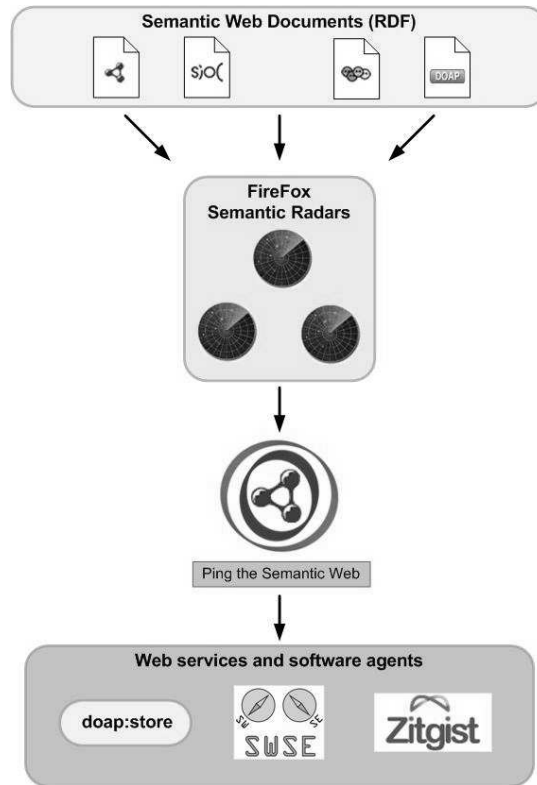 Semantic Web Documents (RDF)
SIOC
DOAP
FireFox
Semantic Radars
Ping the Semantic Web
Web services and software agents
doap:store
SW
SE
SWSE
Zitgist